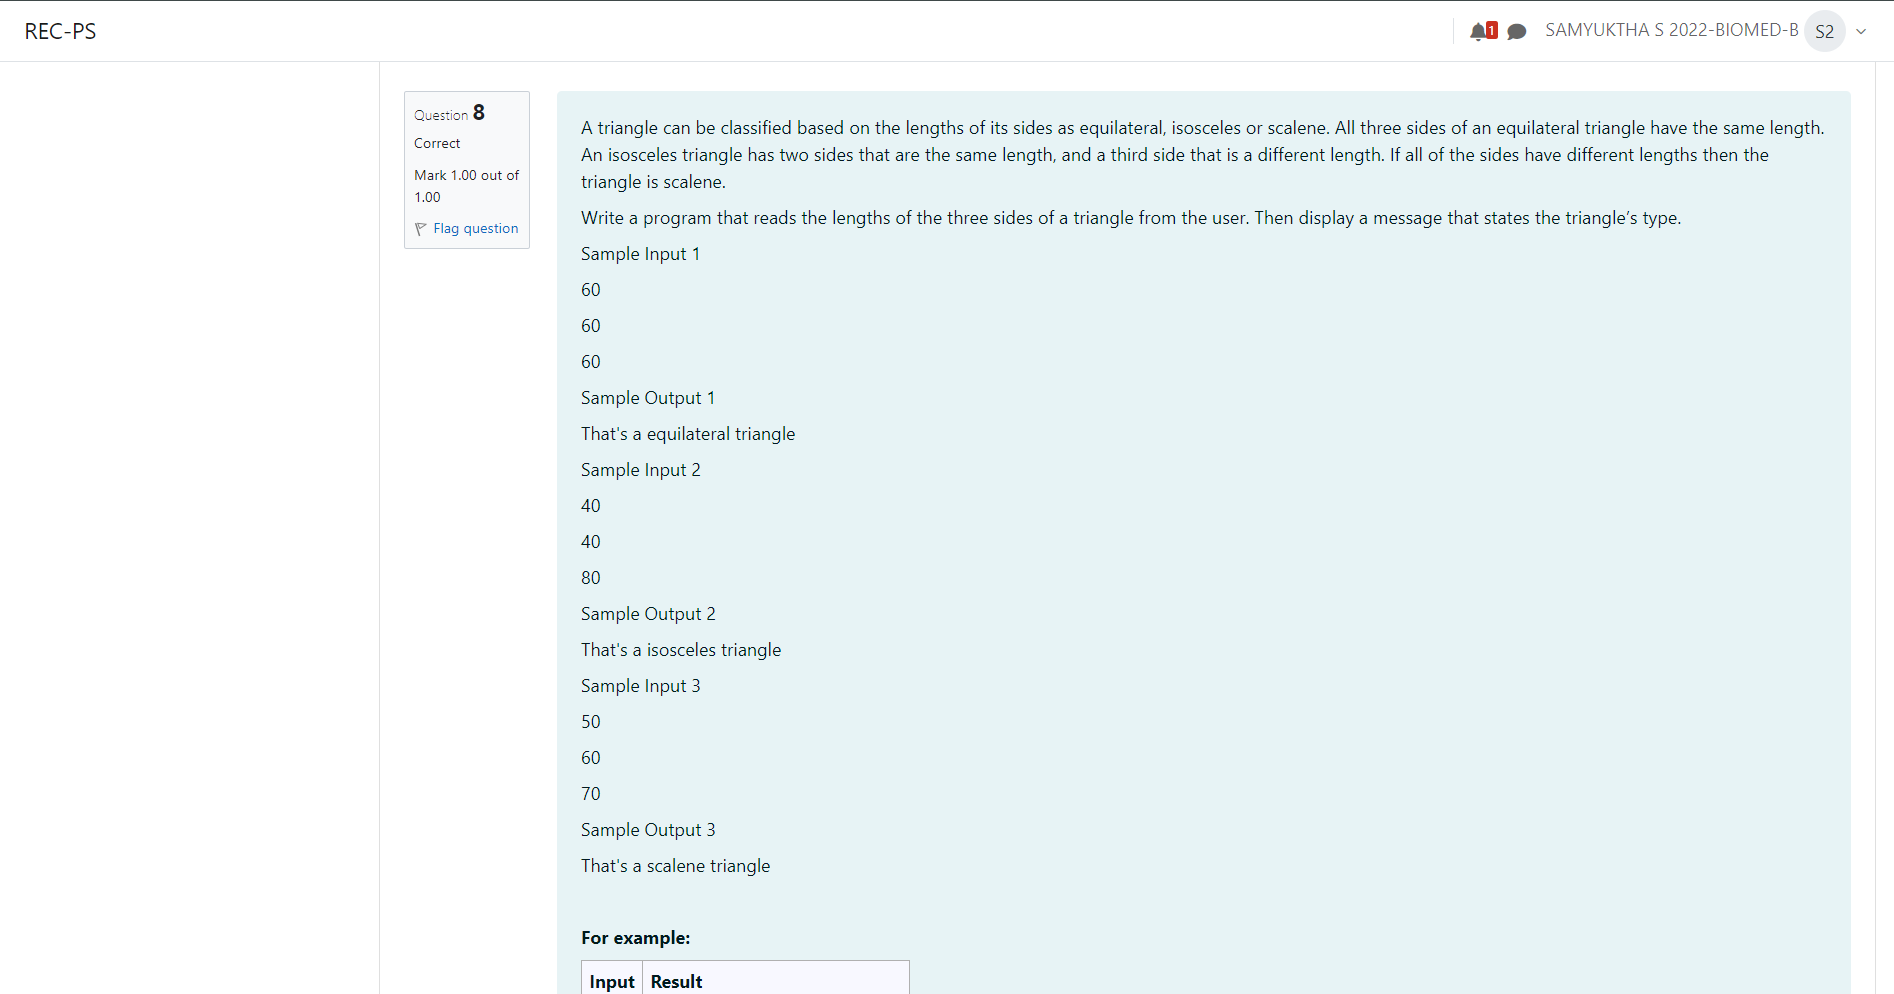 REC-PS
1
SAMYUKTHA S 2022-BIOMED-B
S2
Question 8
Correct
Mark 1.00 out of
1.00
Flag question
A triangle can be classified based on the lengths of its sides as equilateral, isosceles or scalene. All three sides of an equilateral triangle have the same length.
An isosceles triangle has two sides that are the same length, and a third side that is a different length. If all of the sides have different lengths then the
triangle is scalene.
Write a program that reads the lengths of the three sides of a triangle from the user. Then display a message that states the triangle’s type.
Sample Input 1
60
60
60
Sample Output 1
That's a equilateral triangle
Sample Input 2
40
40
80
Sample Output 2
That's a isosceles triangle
Sample Input 3
50
60
70
Sample Output 3
That's a scalene triangle
For example:
Input Result